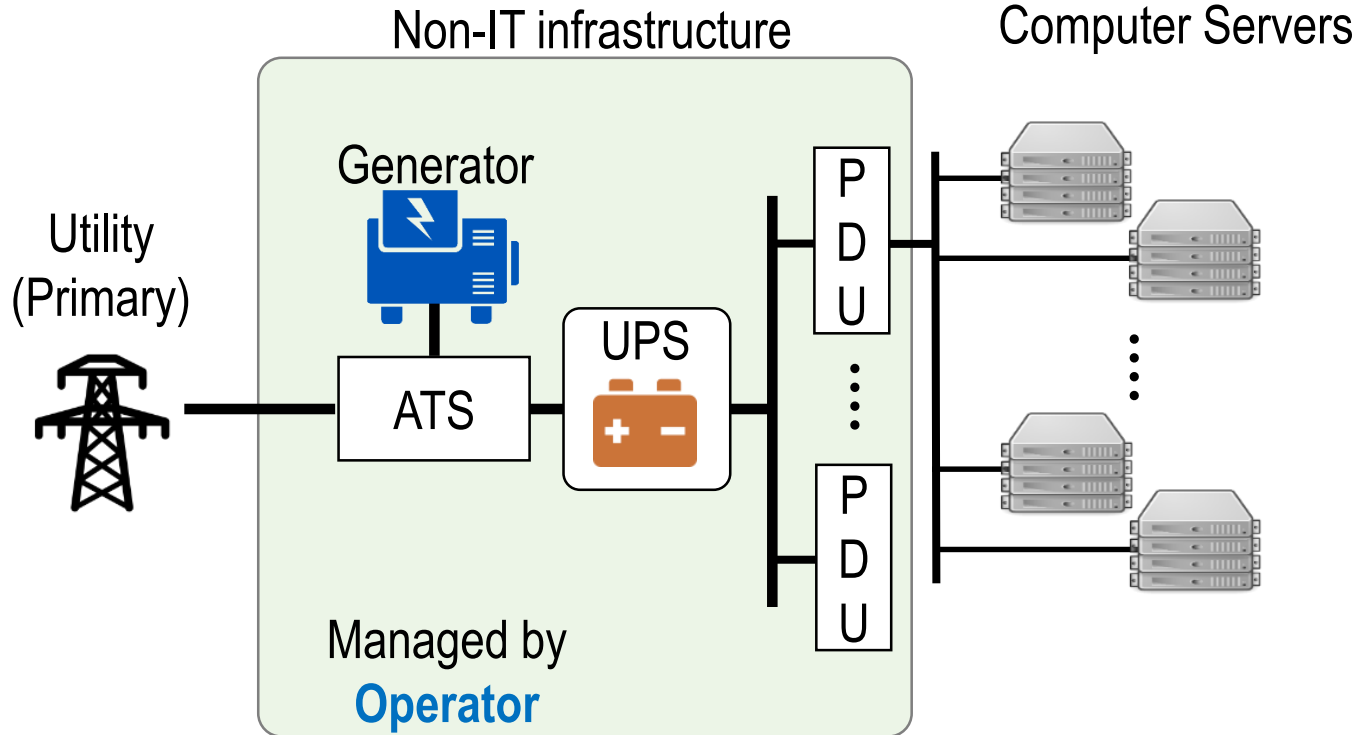 Non-IT infrastructure
Computer Servers
Generator
Utility
(Primary)
ATS
UPS
P
D
U
P
D
U
Managed by
Operator